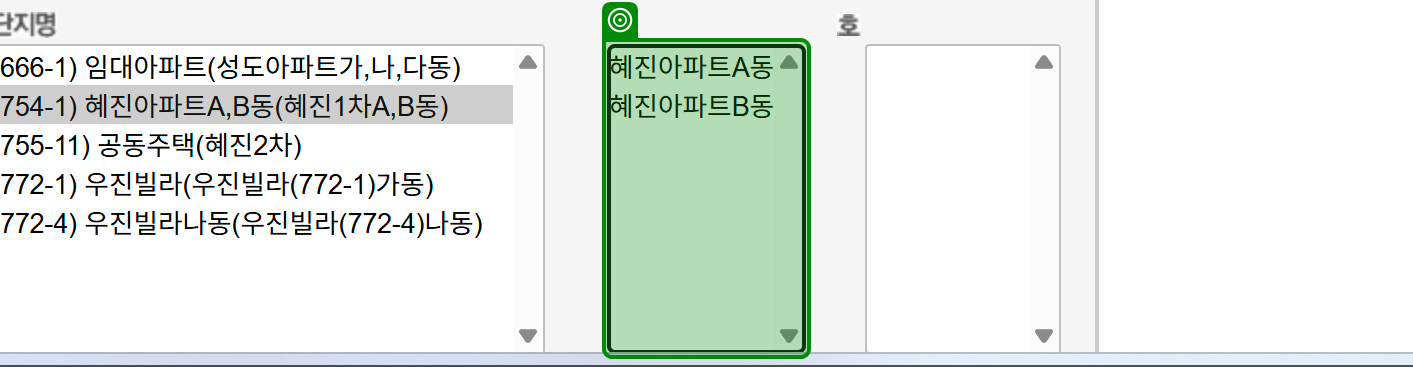 단지명
호
666-1) 임대아파트(성도아파트가,나,다동)
754-1) 혜진아파트A,B동(혜진1차A,B동)
755-11) 공동주택(혜진2차)
772-1) 우진빌라(우진빌라(772-1)가동)
772-4) 우진빌라나동(우진빌라(772-4)나동)
혜진아파트A동
혜진아파트B동